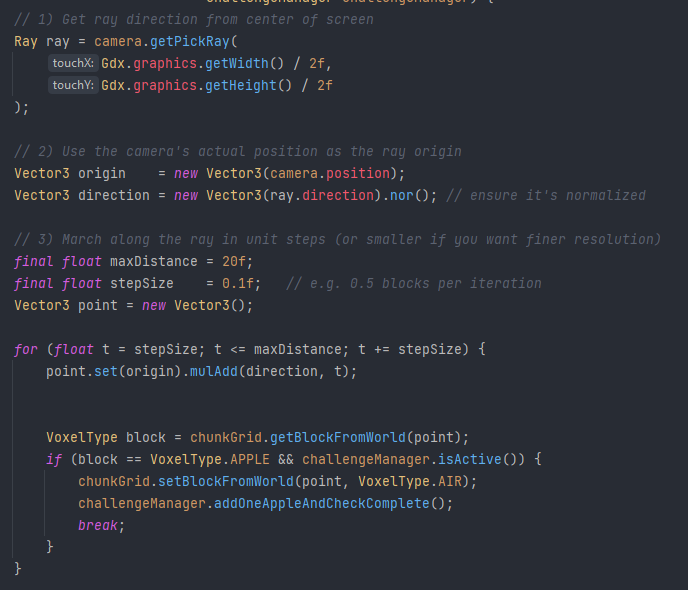 // 1) Get ray direction from center of screen
Ray ray = camera.getPickRay(
touchX: Gdx.graphics.getWidth() / 2f,
touchY: Gdx.graphics.getHeight() / 2f
);
// 2) Use the camera's actual position as the ray origin
Vector3 origin    = new Vector3(camera.position);
Vector3 direction = new Vector3(ray.direction).nor(); // ensure it's normalized
// 3) March along the ray in unit steps (or smaller if you want finer resolution)
final float maxDistance = 20f;
final float stepSize    = 0.1f;   // e.g. 0.5 blocks per iteration
Vector3 point = new Vector3();
for (float t = stepSize; t <= maxDistance; t += stepSize) {
point.set(origin).mulAdd(direction, t);
VoxelType block = chunkGrid.getBlockFromWorld(point);
if (block == VoxelType.APPLE && challengeManager.isActive()) {
chunkGrid.setBlockFromWorld(point, VoxelType.AIR);
challengeManager.addOneAppleAndCheckComplete();
break;
}
}